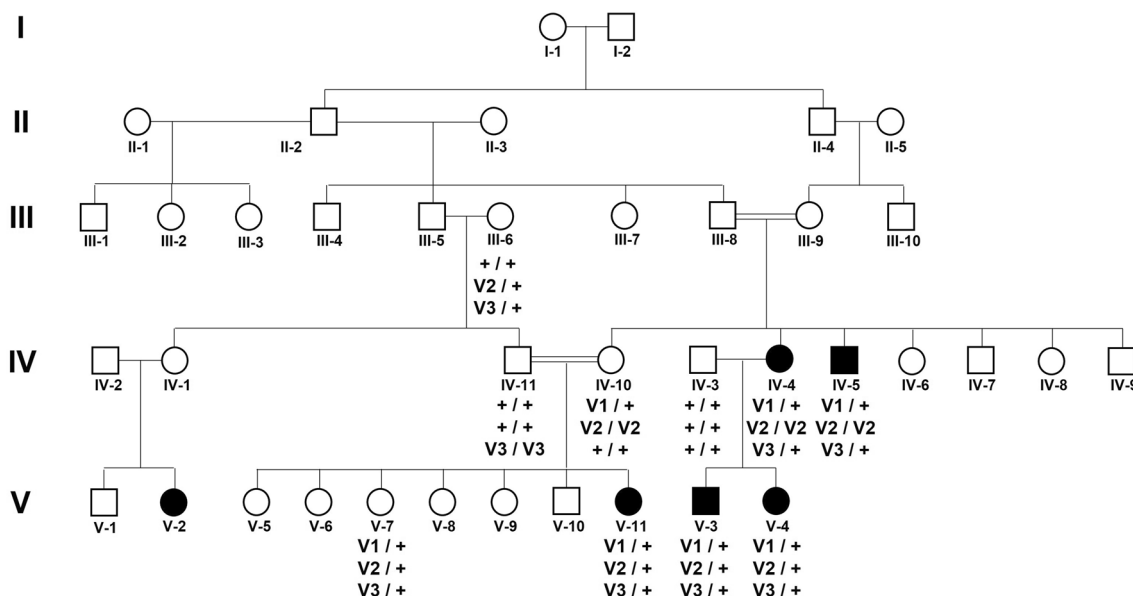 I
I-1 I-2
II
II-1 II-2 II-3 II-4 II-5
III
III-1 III-2 III-3 III-4 III-5 III-6 III-7 III-8 III-9 III-10
+ / +
V2 / +
V3 / +
IV
IV-2 IV-1 IV-11 IV-10 IV-3 IV-4 IV-5 IV-6 IV-7 IV-8 IV-9
+ / + V1 / + + / + V1 / + V1 / +
+ / + V2 / V2 + / + V2 / V2 V2 / V2
V3 / V3 + / + + / + V3 / + V3 / +
V
V-1 V-2 V-5 V-6 V-7 V-8 V-9 V-10 V-11 V-3 V-4
V1 / + V1 / + V1 / + V1 / +
V2 / + V2 / + V2 / + V2 / +
V3 / + V3 / + V3 / + V3 / +